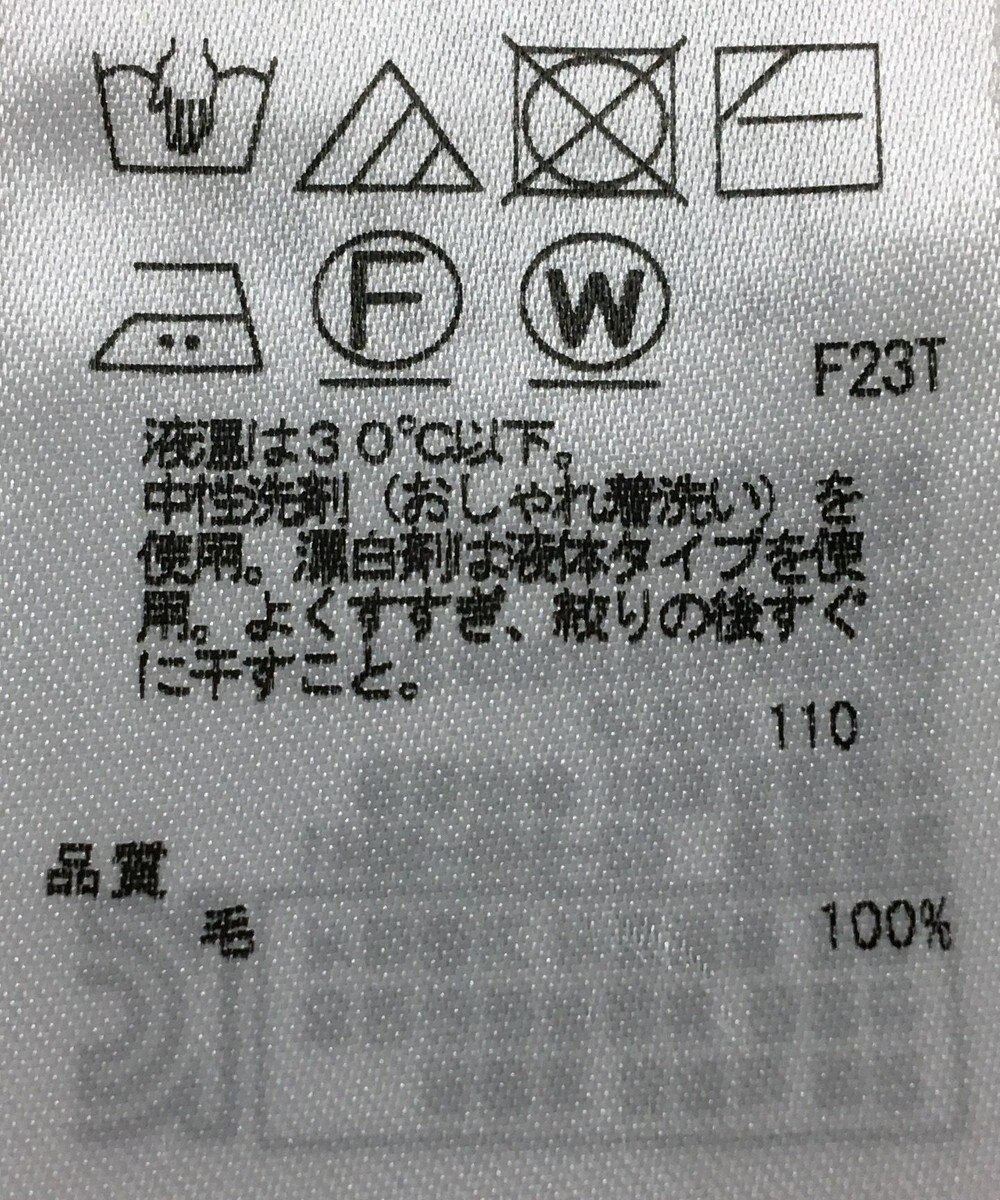 F
W
F23T
液温は30℃以下。
中性洗剤(おしゃれ着洗い)を
使用。漂白剤は液体タイプを使
用。よくすすぎ、絞りの後すぐ
に干すこと。
110
品質
毛 100%